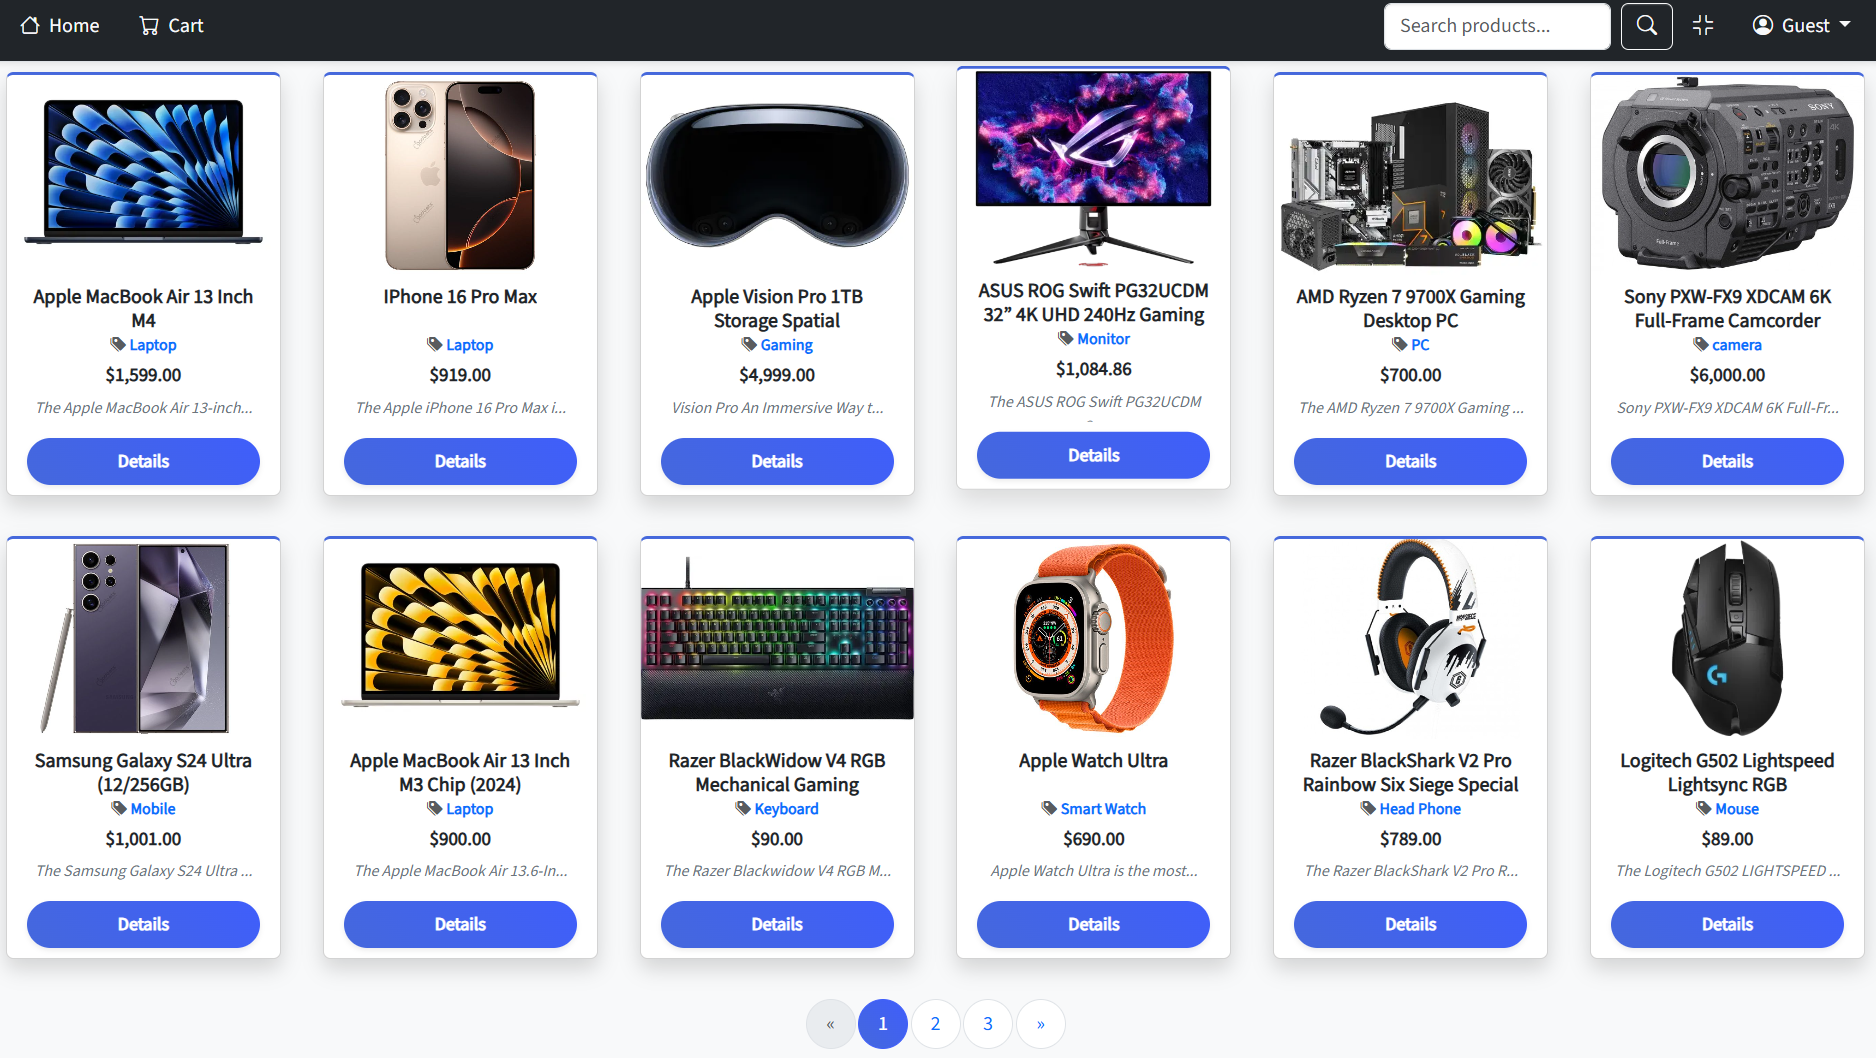 Home
Cart
Search products...
Guest
Apple MacBook Air 13 Inch
M4
Laptop
$1,599.00
The Apple MacBook Air 13-inch...
Details
IPhone 16 Pro Max
Laptop
$919.00
The Apple iPhone 16 Pro Max i...
Details
Apple Vision Pro 1TB
Storage Spatial
Gaming
$4,999.00
Vision Pro An Immersive Way t...
Details
ASUS ROG Swift PG32UCDM
32” 4K UHD 240Hz Gaming
Monitor
$1,084.86
The ASUS ROG Swift PG32UCDM
Details
AMD Ryzen 7 9700X Gaming
Desktop PC
PC
$700.00
The AMD Ryzen 7 9700X Gaming ...
Details
SONY
4K
Full-Frame
Sony PXW-FX9 XDCAM 6K
Full-Frame Camcorder
camera
$6,000.00
Sony PXW-FX9 XDCAM 6K Full-Fr...
Details
Samsung Galaxy S24 Ultra
(12/256GB)
Mobile
$1,001.00
The Samsung Galaxy S24 Ultra ...
Details
Apple MacBook Air 13 Inch
M3 Chip (2024)
Laptop
$900.00
The Apple MacBook Air 13.6-In...
Details
Razer BlackWidow V4 RGB
Mechanical Gaming
Keyboard
$90.00
The Razer Blackwidow V4 RGB M...
Details
Apple Watch Ultra
Smart Watch
$690.00
Apple Watch Ultra is the most...
Details
Razer BlackShark V2 Pro
Rainbow Six Siege Special
Head Phone
$789.00
The Razer BlackShark V2 Pro R...
Details
Logitech G502 Lightspeed
Lightsync RGB
Mouse
$89.00
The Logitech G502 LIGHTSPEED ...
Details
«
1
2
3
»